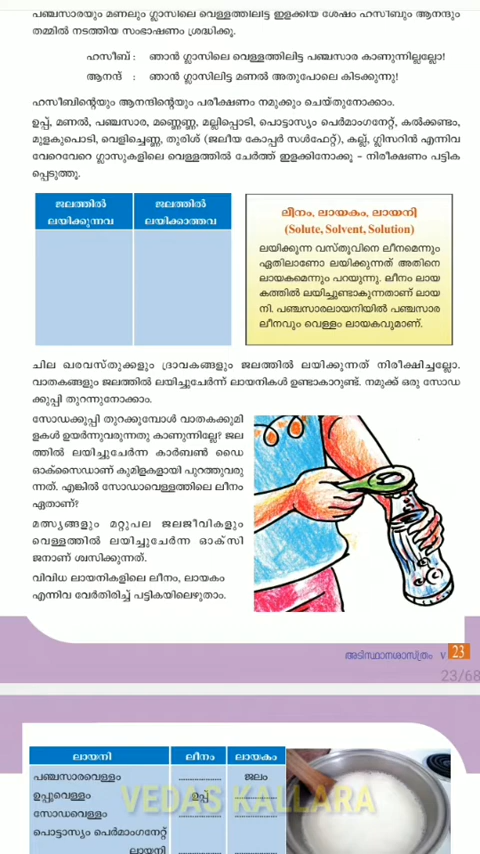 പഞ്ചസാരയും മണലും ഗ്ലാസിലെ വെള്ളത്തിലിട്ട് ഇളക്കിയ ശേഷം ഹസീബും ആനന്ദും
തമ്മിൽ നടത്തിയ സംഭാഷണം ശ്രദ്ധിക്കൂ.
ഹസീബ് : ഞാൻ ഗ്ലാസിലെ വെള്ളത്തിലിട്ട പഞ്ചസാര കാണുന്നില്ലല്ലോ!
ആനന്ദ് : ഞാൻ ഗ്ലാസിലിട്ട മണൽ അതുപോലെ കിടക്കുന്നു!
ഹസീബിന്റെയും ആനന്ദിന്റെയും പരീക്ഷണം നമുക്കും ചെയ്തുനോക്കാം.
ഉപ്പ്, മണൽ, പഞ്ചസാര, മണ്ണെണ്ണ, മല്ലിപ്പൊടി, പൊട്ടാസ്യം പെർമാംഗനേറ്റ്, കൽക്കണ്ടം,
മുളകുപൊടി, വെളിച്ചെണ്ണ, തുരിശ് (ജലീയ കോപ്പർ സൾഫേറ്റ്), കല്ല്, ഗ്ലിസറിൻ എന്നിവ
വേറെവേറെ ഗ്ലാസുകളിലെ വെള്ളത്തിൽ ചേർത്ത് ഇളക്കിനോക്കൂ - നിരീക്ഷണം പട്ടിക
പ്പെടുത്തൂ.
ജലത്തിൽ
ലയിക്കുന്നവ
ജലത്തിൽ
ലയിക്കാത്തവ
ലീനം, ലായകം, ലായനി
(Solute, Solvent, Solution)
ലയിക്കുന്ന വസ്തുവിനെ ലീനമെന്നും
ഏതിലാണോ ലയിക്കുന്നത് അതിനെ
ലായകമെന്നും പറയുന്നു. ലീനം ലായ
കത്തിൽ ലയിച്ചുണ്ടാകുന്നതാണ് ലായ
നി. പഞ്ചസാരലായനിയിൽ പഞ്ചസാര
ലീനവും വെള്ളം ലായകവുമാണ്.
ചില ഖരവസ്തുക്കളും ദ്രാവകങ്ങളും ജലത്തിൽ ലയിക്കുന്നത് നിരീക്ഷിച്ചല്ലോ.
വാതകങ്ങളും ജലത്തിൽ ലയിച്ചുചേർന്ന് ലായനികൾ ഉണ്ടാകാറുണ്ട്. നമുക്ക് ഒരു സോഡ
ക്കുപ്പി തുറന്നുനോക്കാം.
സോഡക്കുപ്പി തുറക്കുമ്പോൾ വാതകക്കുമി
ളകൾ ഉയർന്നുവരുന്നതു കാണുന്നില്ലേ? ജല
ത്തിൽ ലയിച്ചുചേർന്ന കാർബൺ ഡൈ
ഓക്സൈഡാണ് കുമിളകളായി പുറത്തുവരു
ന്നത്. എങ്കിൽ സോഡാവെള്ളത്തിലെ ലീനം
ഏതാണ്?
മത്സ്യങ്ങളും മറ്റുപല ജലജീവികളും
വെള്ളത്തിൽ ലയിച്ചുചേർന്ന ഓക്സി
ജനാണ് ശ്വസിക്കുന്നത്.
വിവിധ ലായനികളിലെ ലീനം, ലായകം
എന്നിവ വേർതിരിച്ച് പട്ടികയിലെഴുതാം.
അടിസ്ഥാനശാസ്ത്രം V 23
23/68
ലായനി ലീനം ലായകം
പഞ്ചസാരവെള്ളം .................. ജലം
ഉപ്പുവെള്ളം ഉപ്പ് ..................
സോഡാവെള്ളം .................. ..................
പൊട്ടാസ്യം പെർമാംഗനേറ്റ്
ലായനി .................. ..................
VEDAS KALLARA